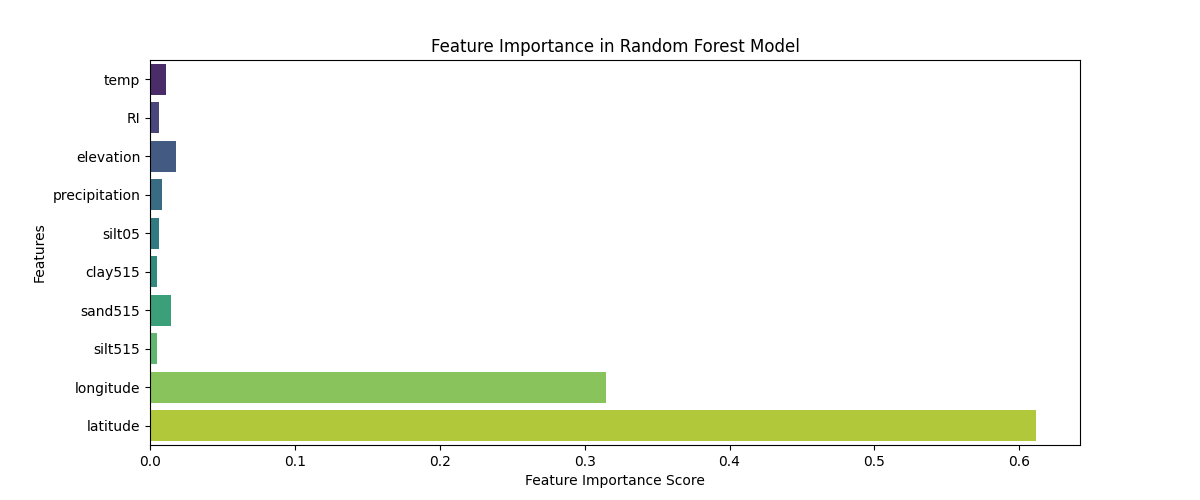 Feature Importance in Random Forest Model
temp
RI
elevation
precipitation
silt05
clay515
sand515
silt515
longitude
latitude
Features
0.0 0.1 0.2 0.3 0.4 0.5 0.6
Feature Importance Score